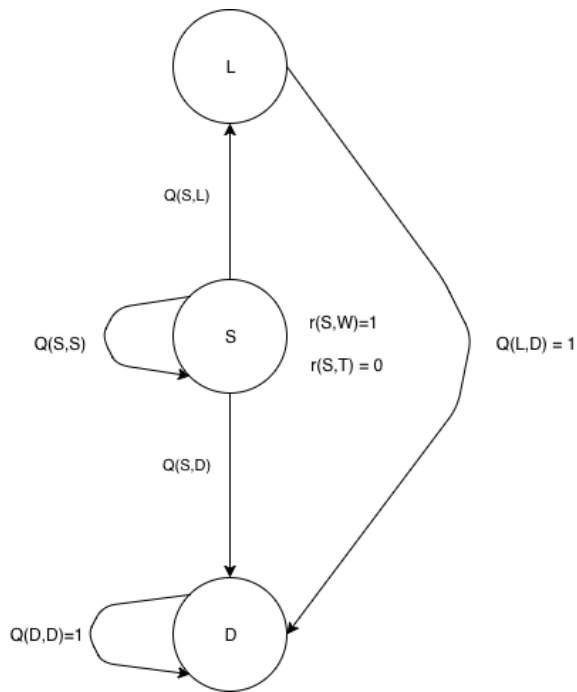 L
Q(S,L)
r(S,W)=1
S
Q(S,S)
Q(L,D) = 1
r(S,T) = 0
Q(S,D)
D
Q(D,D)=1